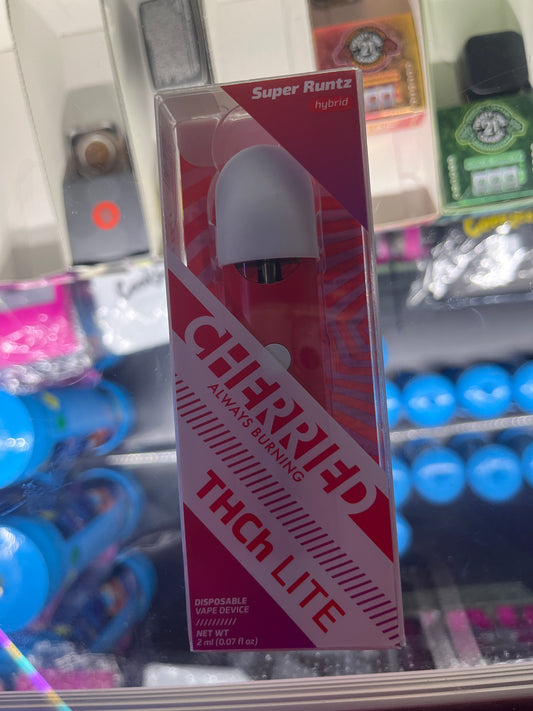 Super Runtz
hybrid
CHERRIED
ALWAYS BURNING
THCh LITE
DISPOSABLE
VAPE DEVICE
NET WT
2 ml (0.07 fl oz)